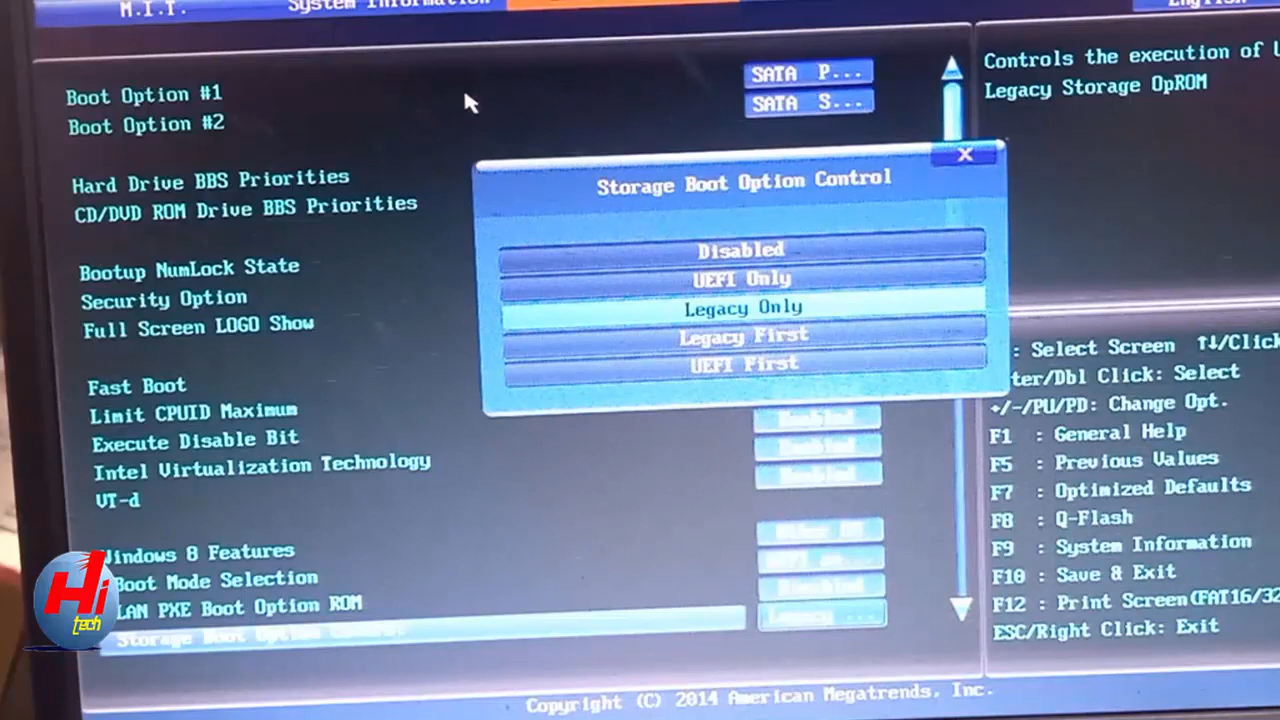 M.I.T.
System Information
English
Boot Option #1
SATA P...
Boot Option #2
SATA S...
Hard Drive BBS Priorities
CD/DVD ROM Drive BBS Priorities
Bootup NumLock State
Security Option
Full Screen LOGO Show
Fast Boot
Limit CPUID Maximum
Execute Disable Bit
Intel Virtualization Technology
VT-d
Windows 8 Features
Boot Mode Selection
LAN PXE Boot Option ROM
Storage Boot Option Control
Legacy ...
Storage Boot Option Control
X
Disabled
UEFI Only
Legacy Only
Legacy First
UEFI First
Controls the execution of
Legacy Storage OpROM
: Select Screen ↑↓/Click
ter/Dbl Click: Select
+/-/PU/PD: Change Opt.
F1 : General Help
F5 : Previous Values
F7 : Optimized Defaults
F8 : Q-Flash
F9 : System Information
F10 : Save & Exit
F12 : Print Screen(FAT16/32
ESC/Right Click: Exit
Copyright (C) 2014 American Megatrends, Inc.
Hi
tech